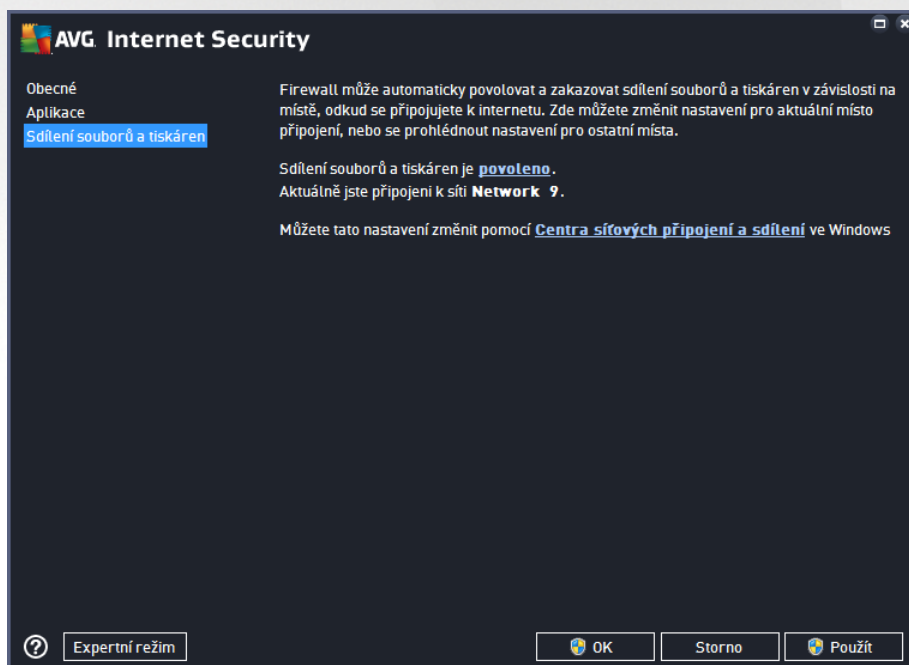 AVG. Internet Security
Obecné
Aplikace
Sdílení souborů a tiskáren
Firewall může automaticky povolovat a zakazovat sdílení souborů a tiskáren v závislosti na
místě, odkud se připojujete k internetu. Zde můžete změnit nastavení pro aktuální místo
připojení, nebo se prohlédnout nastavení pro ostatní místa.
Sdílení souborů a tiskáren je povoleno.
Aktuálně jste připojeni k síti Network 9.
Můžete tato nastavení změnit pomocí Centra síťových připojení a sdílení ve Windows
? Expertní režim
OK
Storno
Použít